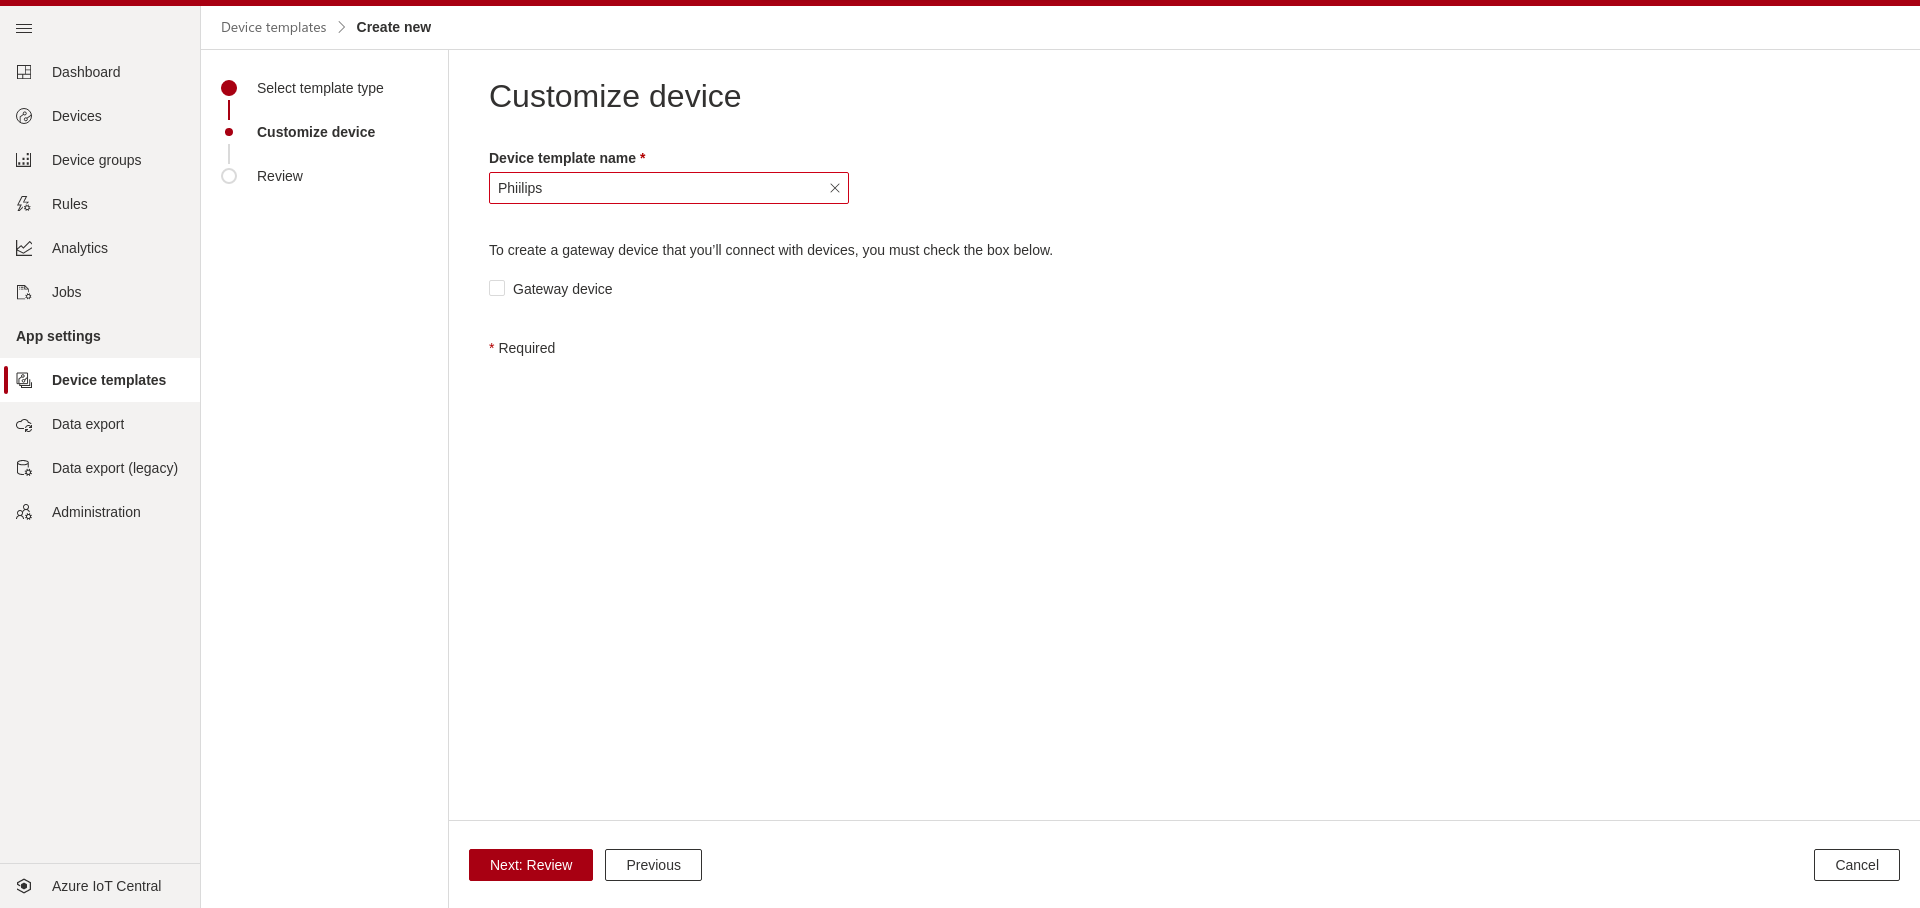 Device templates
Create new
Dashboard
Devices
Device groups
Rules
Analytics
Jobs
App settings
Device templates
Data export
Data export (legacy)
Administration
Azure IoT Central
Select template type
Customize device
Review
Customize device
Device template name *
Phiilips
To create a gateway device that you’ll connect with devices, you must check the box below.
Gateway device
* Required
Next: Review
Previous
Cancel